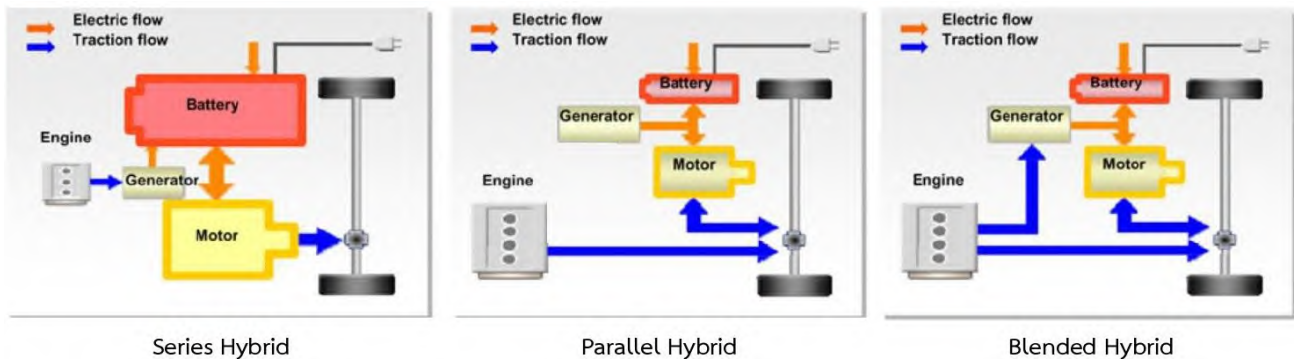 Electric flow
Traction flow
Battery
Engine
Generator
Motor
Series Hybrid
Electric flow
Traction flow
Battery
Generator
Motor
Engine
Parallel Hybrid
Electric flow
Traction flow
Battery
Generator
Motor
Engine
Blended Hybrid